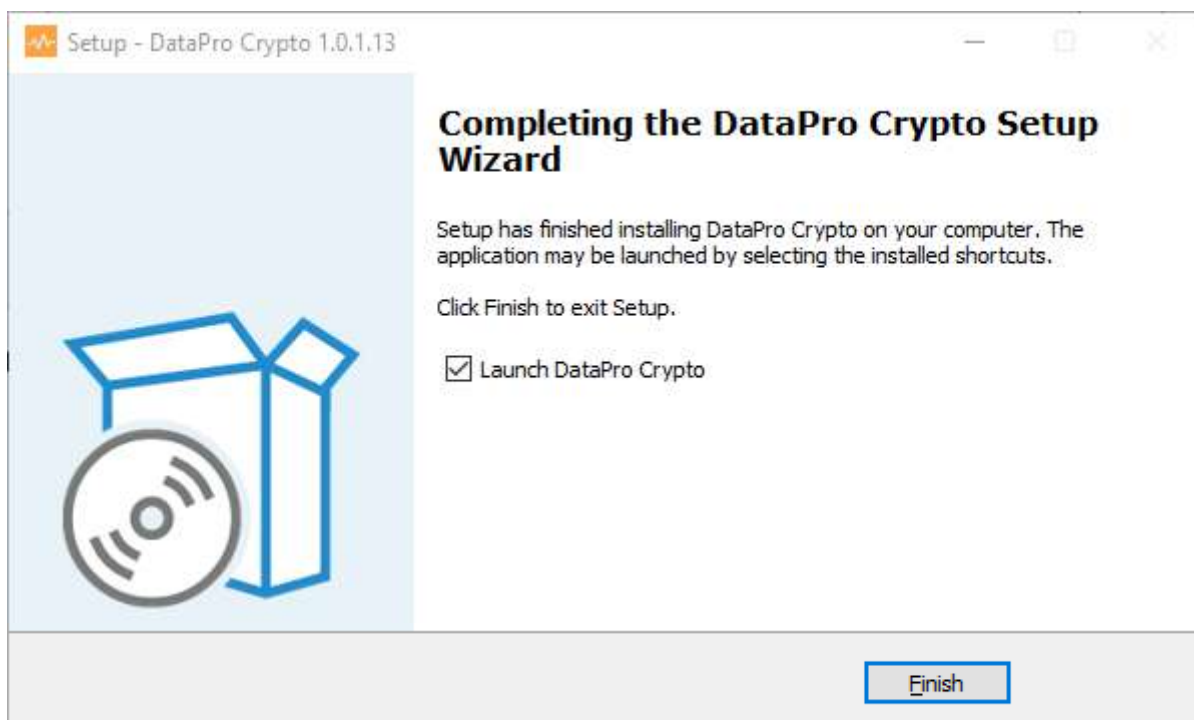 Setup - DataPro Crypto 1.0.1.13
Completing the DataPro Crypto Setup
Wizard
Setup has finished installing DataPro Crypto on your computer. The
application may be launched by selecting the installed shortcuts.
Click Finish to exit Setup.
Launch DataPro Crypto
Finish